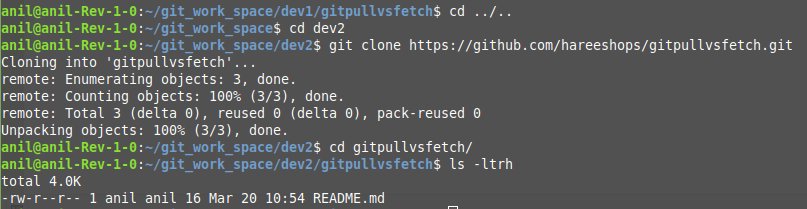 anil@anil-Rev-1-0:~/git_work_space/dev1/gitpullvsfetch$ cd ../..
anil@anil-Rev-1-0:~/git_work_space$ cd dev2
anil@anil-Rev-1-0:~/git_work_space/dev2$ git clone https://github.com/hareeshops/gitpullvsfetch.git
Cloning into 'gitpullvsfetch'...
remote: Enumerating objects: 3, done.
remote: Counting objects: 100% (3/3), done.
remote: Total 3 (delta 0), reused 0 (delta 0), pack-reused 0
Unpacking objects: 100% (3/3), done.
anil@anil-Rev-1-0:~/git_work_space/dev2$ cd gitpullvsfetch/
anil@anil-Rev-1-0:~/git_work_space/dev2/gitpullvsfetch$ ls -ltrh
total 4.0K
-rw-r--r-- 1 anil anil 16 Mar 20 10:54 README.md